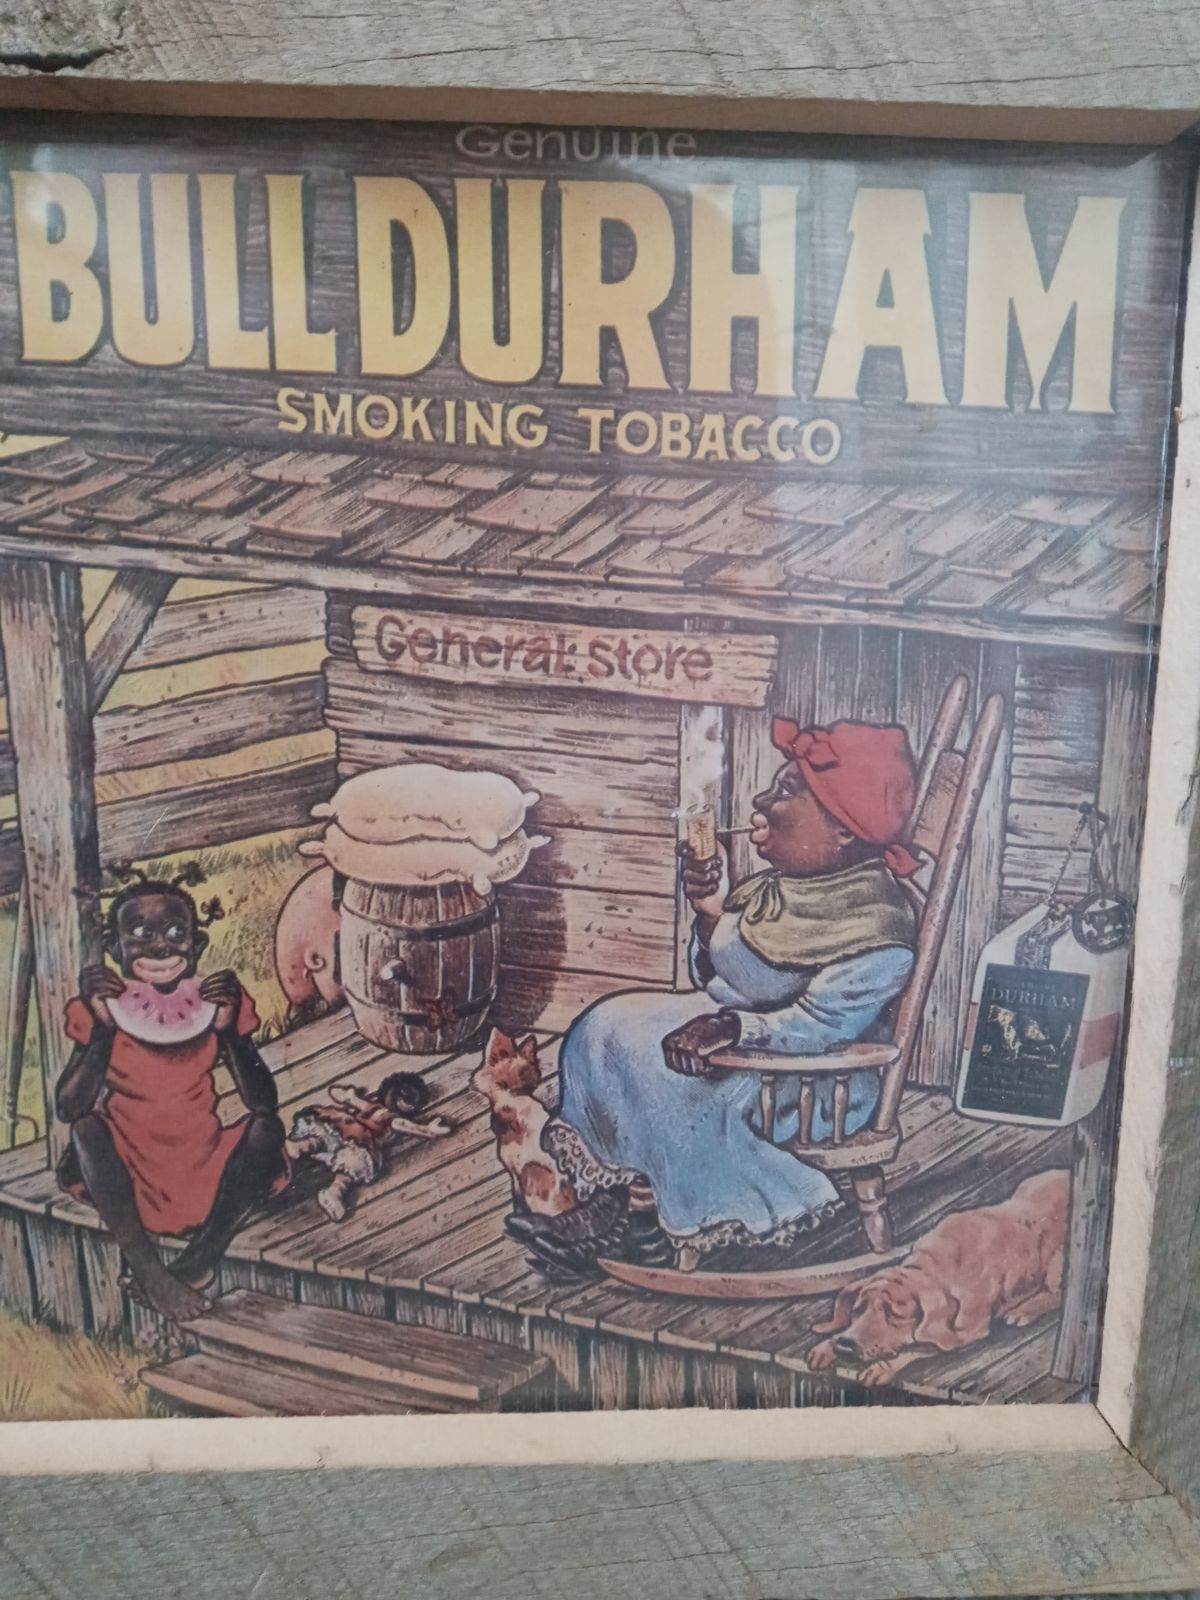 Genuine
BULL DURHAM
SMOKING TOBACCO
General Store
DURHAM